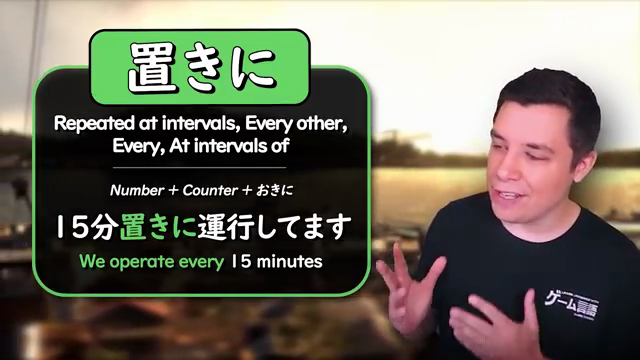 置きに
Repeated at intervals, Every other,
Every, At intervals of
Number + Counter + おきに
15分置きに運行してます
We operate every 15 minutes
ゲーム言語